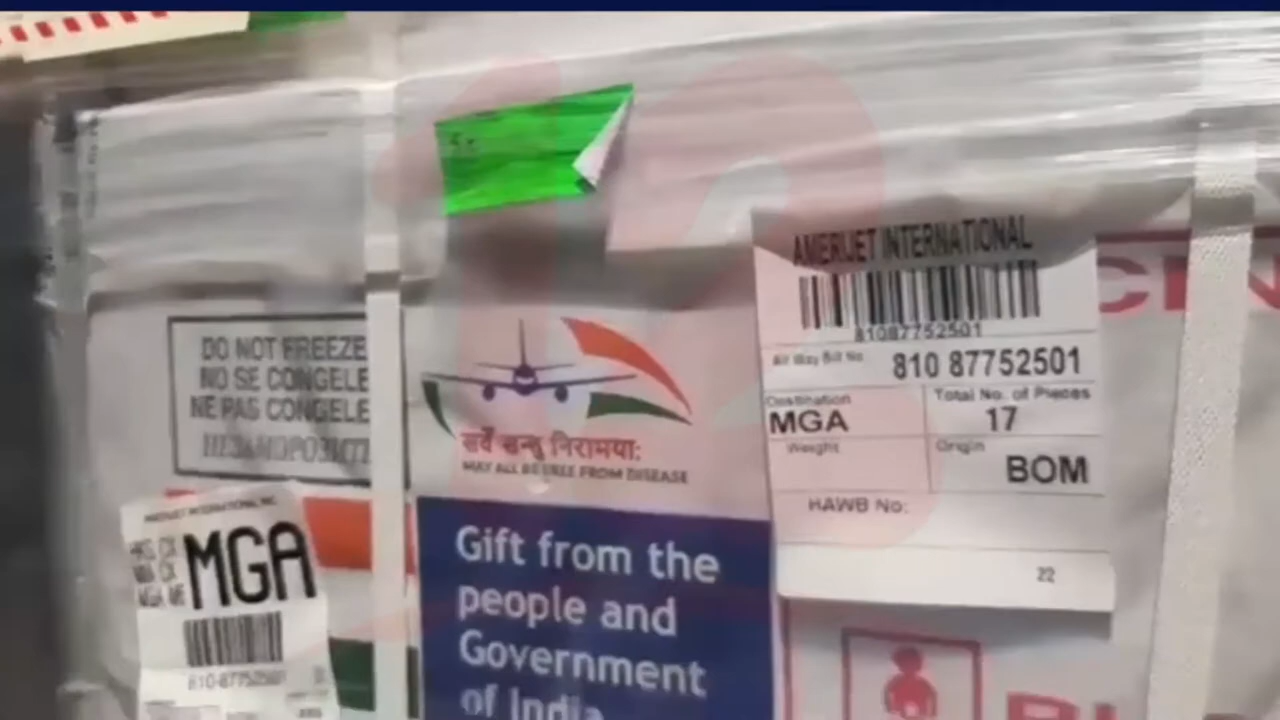 DO NOT FREEZE
NO SE CONGELE
NE PAS CONGELE
MGA
सर्वे सन्तु निरामया:
MAY ALL BE FREE FROM DISEASE
Gift from the
people and
Government
of India
AMERIJET INTERNATIONAL
81087752501
Air Way Bill No 810 87752501
Destination
MGA
Total No. of Pieces
17
Weight
Origin
BOM
HAWB No:
22